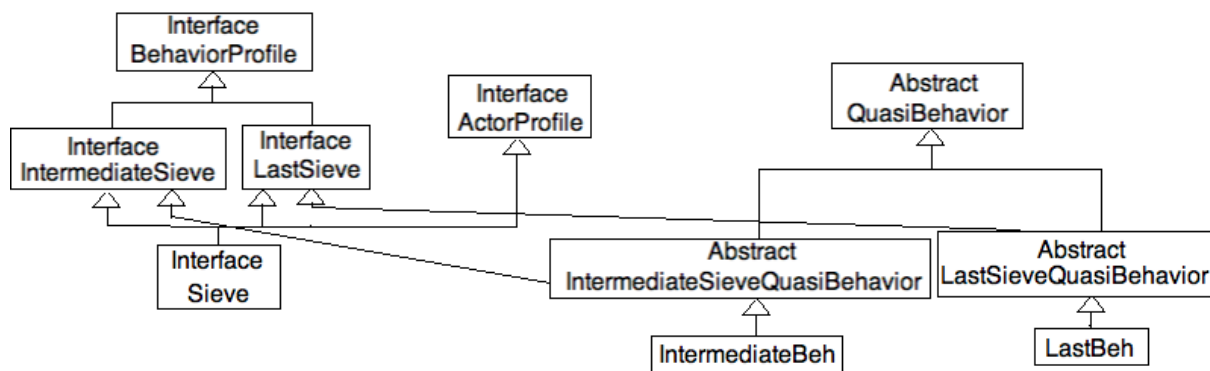 Interface
BehaviorProfile
Interface
ActorProfile
Abstract
QuasiBehavior
Interface
IntermediateSieve
Interface
LastSieve
Interface
Sieve
Abstract
IntermediateSieveQuasiBehavior
Abstract
LastSieveQuasiBehavior
IntermediateBeh
LastBeh